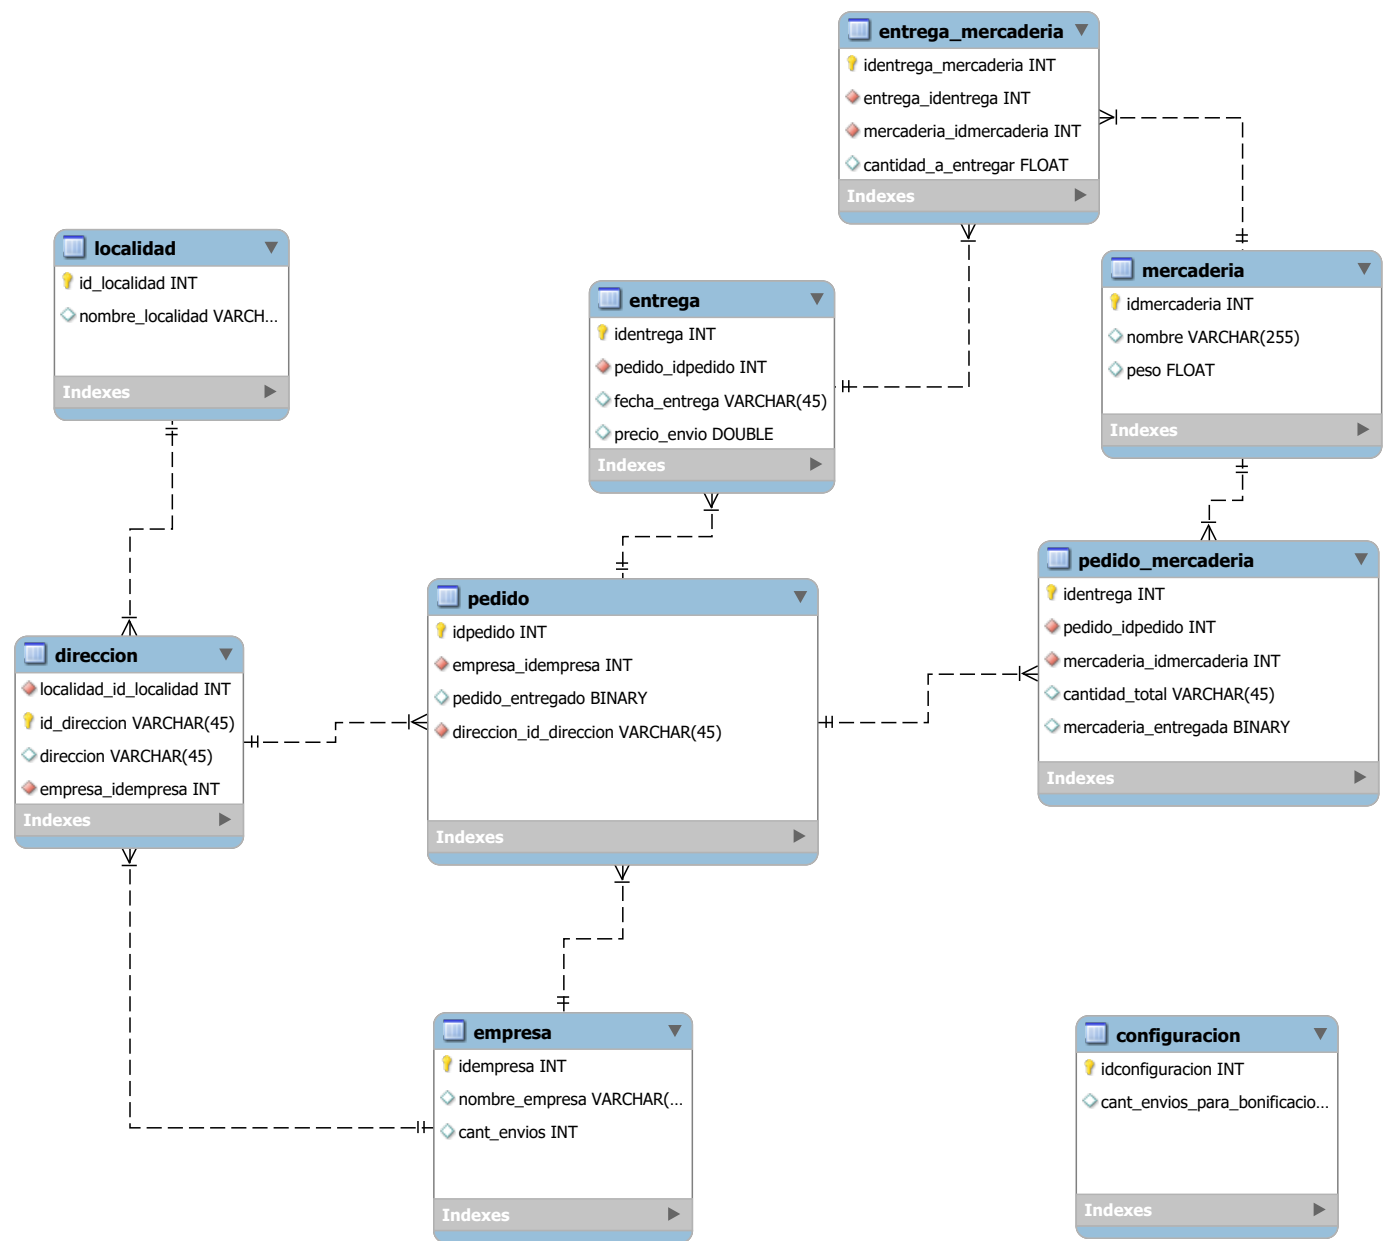 entrega_mercaderia
identrega_mercaderia INT
entrega_identrega INT
mercaderia_idmercaderia INT
cantidad_a_entregar FLOAT
Indexes
localidad
id_localidad INT
nombre_localidad VARCH...
Indexes
entrega
identrega INT
pedido_idpedido INT
fecha_entrega VARCHAR(45)
precio_envio DOUBLE
Indexes
mercaderia
idmercaderia INT
nombre VARCHAR(255)
peso FLOAT
Indexes
pedido_mercaderia
identrega INT
pedido_idpedido INT
mercaderia_idmercaderia INT
cantidad_total VARCHAR(45)
mercaderia_entregada BINARY
Indexes
pedido
idpedido INT
empresa_idempresa INT
pedido_entregado BINARY
direccion_id_direccion VARCHAR(45)
Indexes
direccion
localidad_id_localidad INT
id_direccion VARCHAR(45)
direccion VARCHAR(45)
empresa_idempresa INT
Indexes
empresa
idempresa INT
nombre_empresa VARCHAR(...
cant_envios INT
Indexes
configuracion
idconfiguracion INT
cant_envios_para_bonificacio...
Indexes